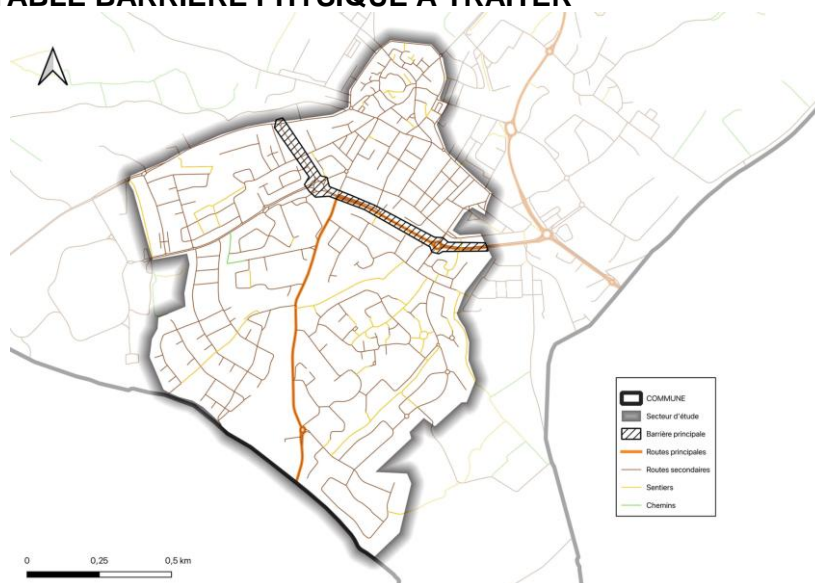 TABLE BARRIÈRE PHYSIQUE À TRAITER
COMMUNE
Secteur d'étude
Barrière principale
Routes principales
Routes secondaires
Sentiers
Chemins
0 0,25 0,5 km